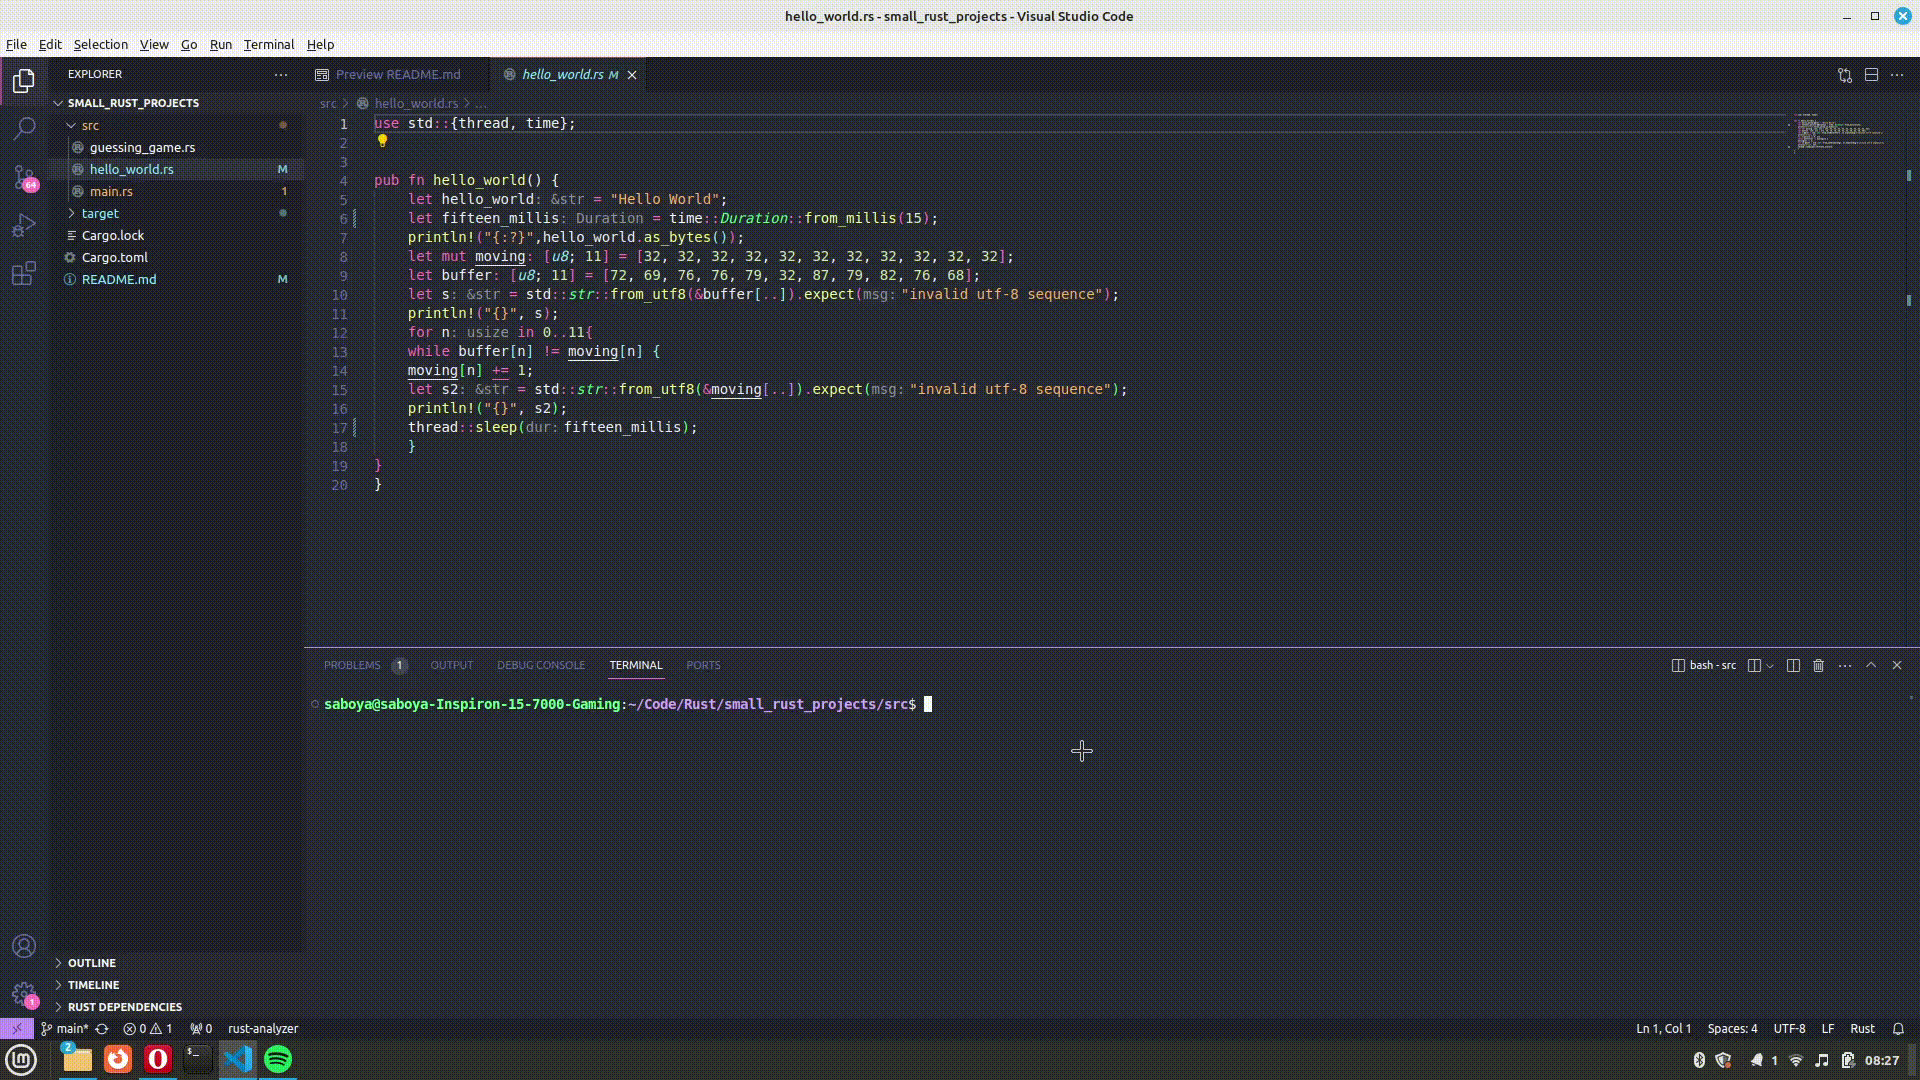 hello_world.rs - small_rust_projects - Visual Studio Code
File Edit Selection View Go Run Terminal Help
EXPLORER
Preview README.md
hello_world.rs M
SMALL_RUST_PROJECTS
src
guessing_game.rs
hello_world.rs M
main.rs 1
target
Cargo.lock
Cargo.toml
README.md M
64
src > hello_world.rs > ...
1 use std::{thread, time};
2
3
4 pub fn hello_world() {
5 let hello_world: &str = "Hello World";
6 let fifteen_millis: Duration = time::Duration::from_millis(15);
7 println!("{:?}",hello_world.as_bytes());
8 let mut moving: [u8; 11] = [32, 32, 32, 32, 32, 32, 32, 32, 32, 32, 32];
9 let buffer: [u8; 11] = [72, 69, 76, 76, 79, 32, 87, 79, 82, 76, 68];
10 let s: &str = std::str::from_utf8(&buffer[..]).expect(msg: "invalid utf-8 sequence");
11 println!("{}", s);
12 for n: usize in 0..11{
13 while buffer[n] != moving[n] {
14 moving[n] += 1;
15 let s2: &str = std::str::from_utf8(&moving[..]).expect(msg: "invalid utf-8 sequence");
16 println!("{}", s2);
17 thread::sleep(dur: fifteen_millis);
18 }
19 }
20 }
PROBLEMS 1 OUTPUT DEBUG CONSOLE TERMINAL PORTS
bash - src
saboya@saboya-Inspiron-15-7000-Gaming:~/Code/Rust/small_rust_projects/src$
OUTLINE
TIMELINE
RUST DEPENDENCIES
1
main* 0 1 0 rust-analyzer
Ln 1, Col 1 Spaces: 4 UTF-8 LF Rust
2
1 08:27